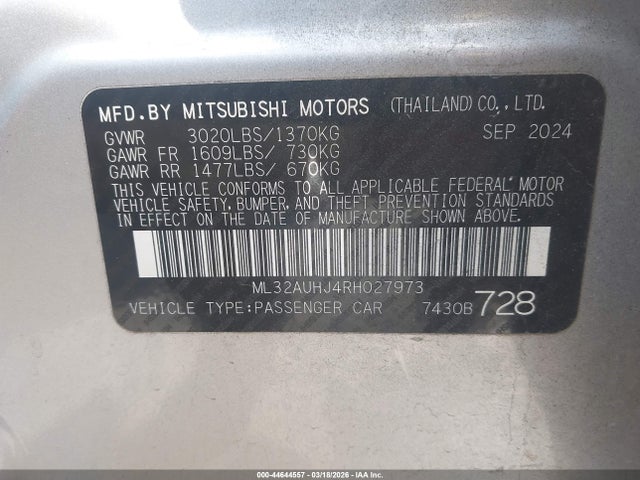 MFD.BY MITSUBISHI MOTORS (THAILAND)CO.,LTD.
GVWR 3020LBS/1370KG SEP 2024
GAWR FR 1609LBS/ 730KG
GAWR RR 1477LBS/ 670KG
THIS VEHICLE CONFORMS TO ALL APPLICABLE FEDERAL MOTOR
VEHICLE SAFETY,BUMPER, AND THEFT PREVENTION STANDARDS
IN EFFECT ON THE DATE OF MANUFACTURE SHOWN ABOVE.
ML32AUHJ4RH027973
VEHICLE TYPE:PASSENGER CAR 7430B 728
000-44644557 - 03/18/2026 - IAA Inc.